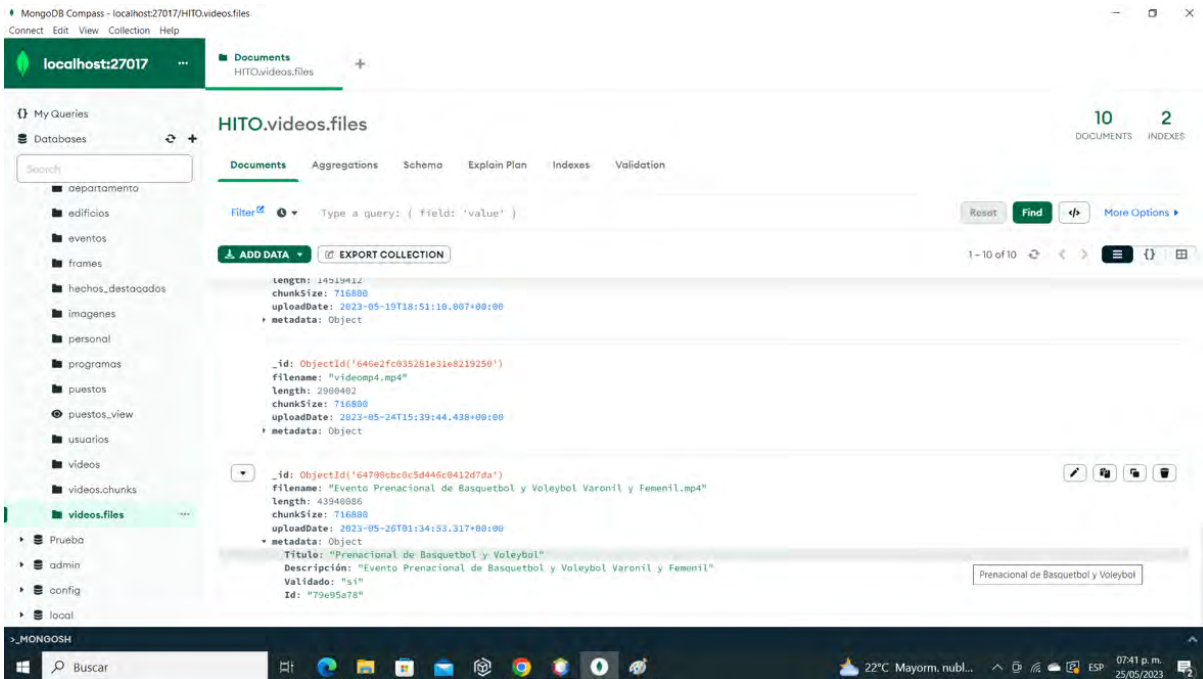 MongoDB Compass - localhost:27017/HITO.videos.files
Connect Edit View Collection Help
localhost:27017 ...
Documents
HITO.videos.files
+
{} My Queries
Databases
Search
departamento
edificios
eventos
frames
hechos_destacados
imagenes
personal
programas
puestos
puestos_view
usuarios
videos
videos.chunks
videos.files
Prueba
admin
config
local
HITO.videos.files
10 DOCUMENTS
2 INDEXES
Documents Aggregations Schema Explain Plan Indexes Validation
Filter
Type a query: { field: 'value' }
Reset Find </> More Options
ADD DATA EXPORT COLLECTION
1 - 10 of 10
length: 14519412
chunkSize: 716800
uploadDate: 2023-05-19T18:51:10.007+00:00
metadata: Object
_id:
filename: "videomp4.mp4"
length: 2900402
chunkSize: 716800
uploadDate: 2023-05-24T15:39:44.438+00:00
metadata: Object
_id:
filename: "Evento Prenacional de Basquetbol y Voleybol Varonil y Femenil.mp4"
length: 43940086
chunkSize: 716800
uploadDate: 2023-05-26T01:34:53.317+00:00
metadata: Object
Título: "Prenacional de Basquetbol y Voleybol"
Descripción: "Evento Prenacional de Basquetbol y Voleybol Varonil y Femenil"
Validado: "si"
Id: "79e95a78"
Prenacional de Basquetbol y Voleybol
>_MONGOSH
Buscar
22°C Mayorm. nubl...
ESP
07:41 p. m.
25/05/2023